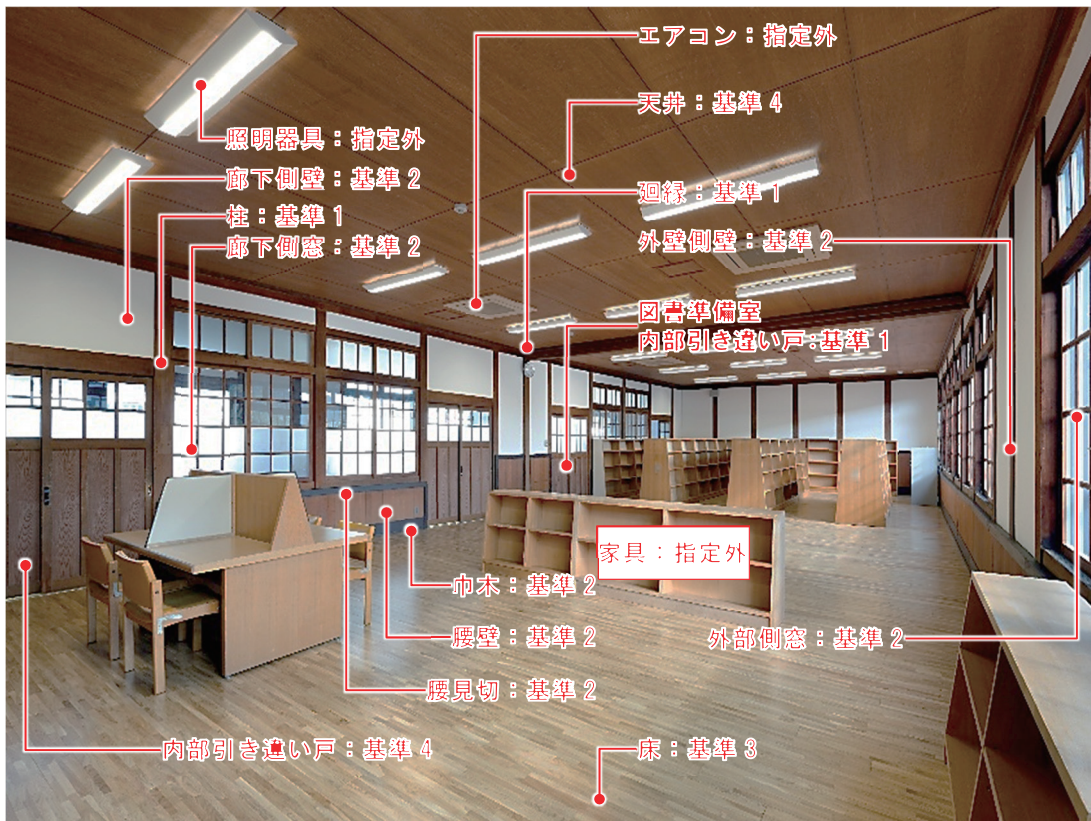 エアコン：指定外
天井：基準4
照明器具：指定外
廊下側壁：基準2
廻縁：基準1
柱：基準1
廊下側窓：基準2
外壁側壁：基準2
図書準備室
内部引き違い戸：基準1
家具：指定外
巾木：基準2
腰壁：基準2
外部側窓：基準2
腰見切：基準2
内部引き違い戸：基準4
床：基準3